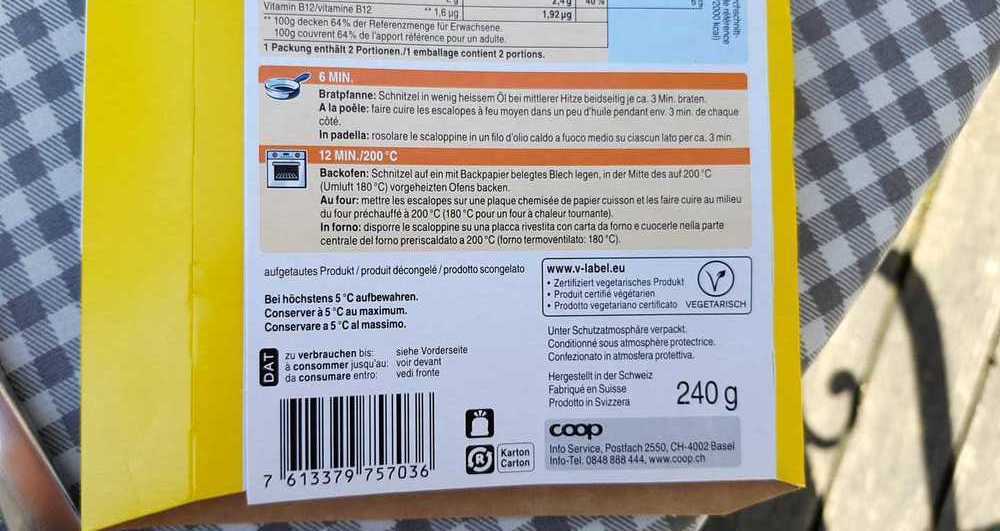 Vitamin B12/vitamine B12 ** 1,6 µg 1,92 µg
** 100g decken 64% der Referenzmenge für Erwachsene.
100g couvrent 64% de l'apport référence pour un adulte.
1 Packung enthält 2 Portionen./1 emballage contient 2 portions.
6 MIN.
Bratpfanne: Schnitzel in wenig heissem Öl bei mittlerer Hitze beidseitig je ca. 3 Min. braten.
A la poêle: faire cuire les escalopes à feu moyen dans un peu d'huile pendant env. 3 min. de chaque
côté.
In padella: rosolare le scaloppine in un filo d'olio caldo a fuoco medio su ciascun lato per ca. 3 min.
12 MIN./200°C
Backofen: Schnitzel auf ein mit Backpapier belegtes Blech legen, in der Mitte des auf 200°C
(Umluft 180°C) vorgeheizten Ofens backen.
Au four: mettre les escalopes sur une plaque chemisée de papier cuisson et les faire cuire au milieu
du four préchauffé à 200°C (180°C pour un four à chaleur tournante).
In forno: disporre le scaloppine su una placca rivestita con carta da forno e cuocerle nella parte
centrale del forno preriscaldato a 200°C (forno termoventilato: 180°C).
aufgetautes Produkt / produit décongelé / prodotto scongelato
Bei höchstens 5°C aufbewahren.
Conserver à 5°C au maximum.
Conservare a 5°C al massimo.
www.v-label.eu
• Zertifiziert vegetarisches Produkt
• Produit certifié végétarien
• Prodotto vegetariano certificato
VEGETARISCH
Unter Schutzatmosphäre verpackt.
Conditionné sous atmosphère protectrice.
Confezionato in atmosfera protettiva.
DAT
zu verbrauchen bis: siehe Vorderseite
à consommer jusqu'au: voir devant
da consumare entro: vedi fronte
Hergestellt in der Schweiz
Fabriqué en Suisse
Prodotto in Svizzera
240 g
7 613379 757036
Karton
Carton
coop
Info Service, Postfach 2550, CH-4002 Basel
Info-Tel. 0848 888 444, www.coop.ch